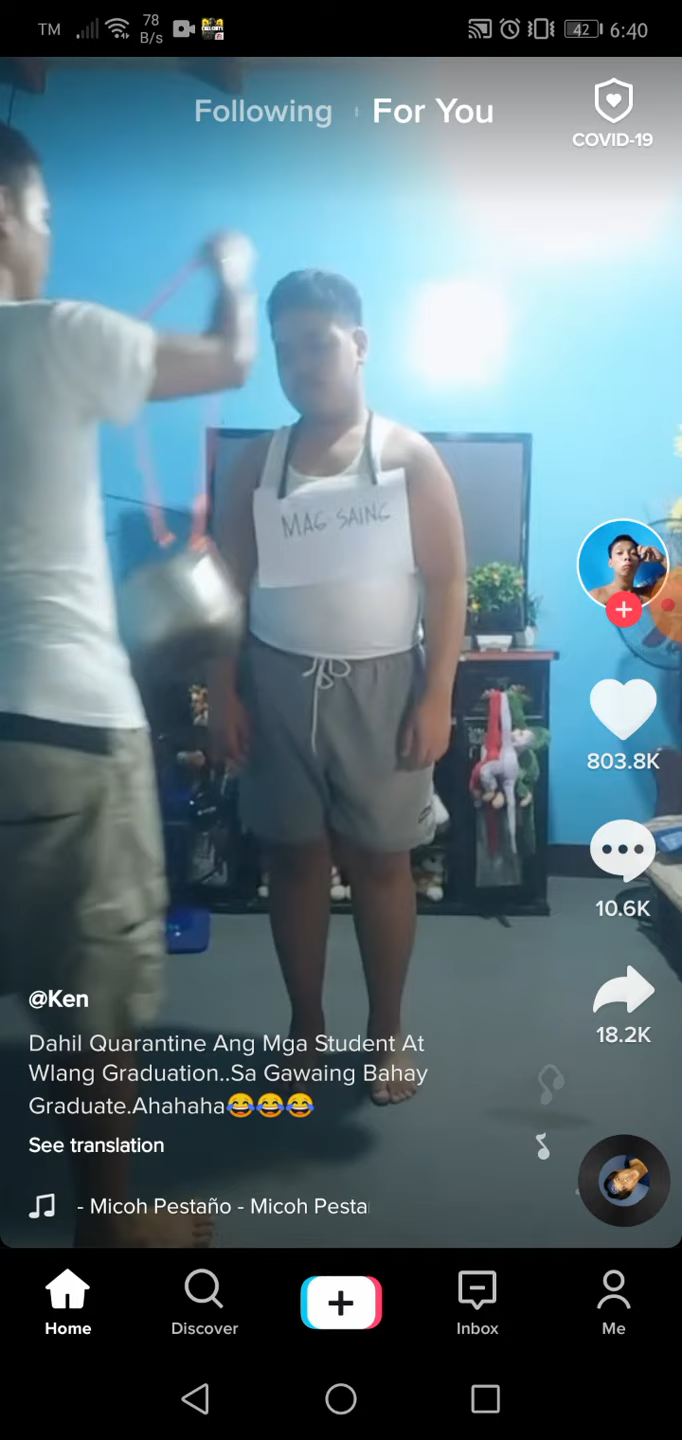 TM 78 B/s 42 6:40
Following For You
COVID-19
MAG SAING
803.8K
10.6K
18.2K
@Ken
Dahil Quarantine Ang Mga Student At
Wlang Graduation..Sa Gawaing Bahay
Graduate.Ahahaha😂😂😂
See translation
- Micoh Pestaño - Micoh Pesta
Home Discover Inbox Me